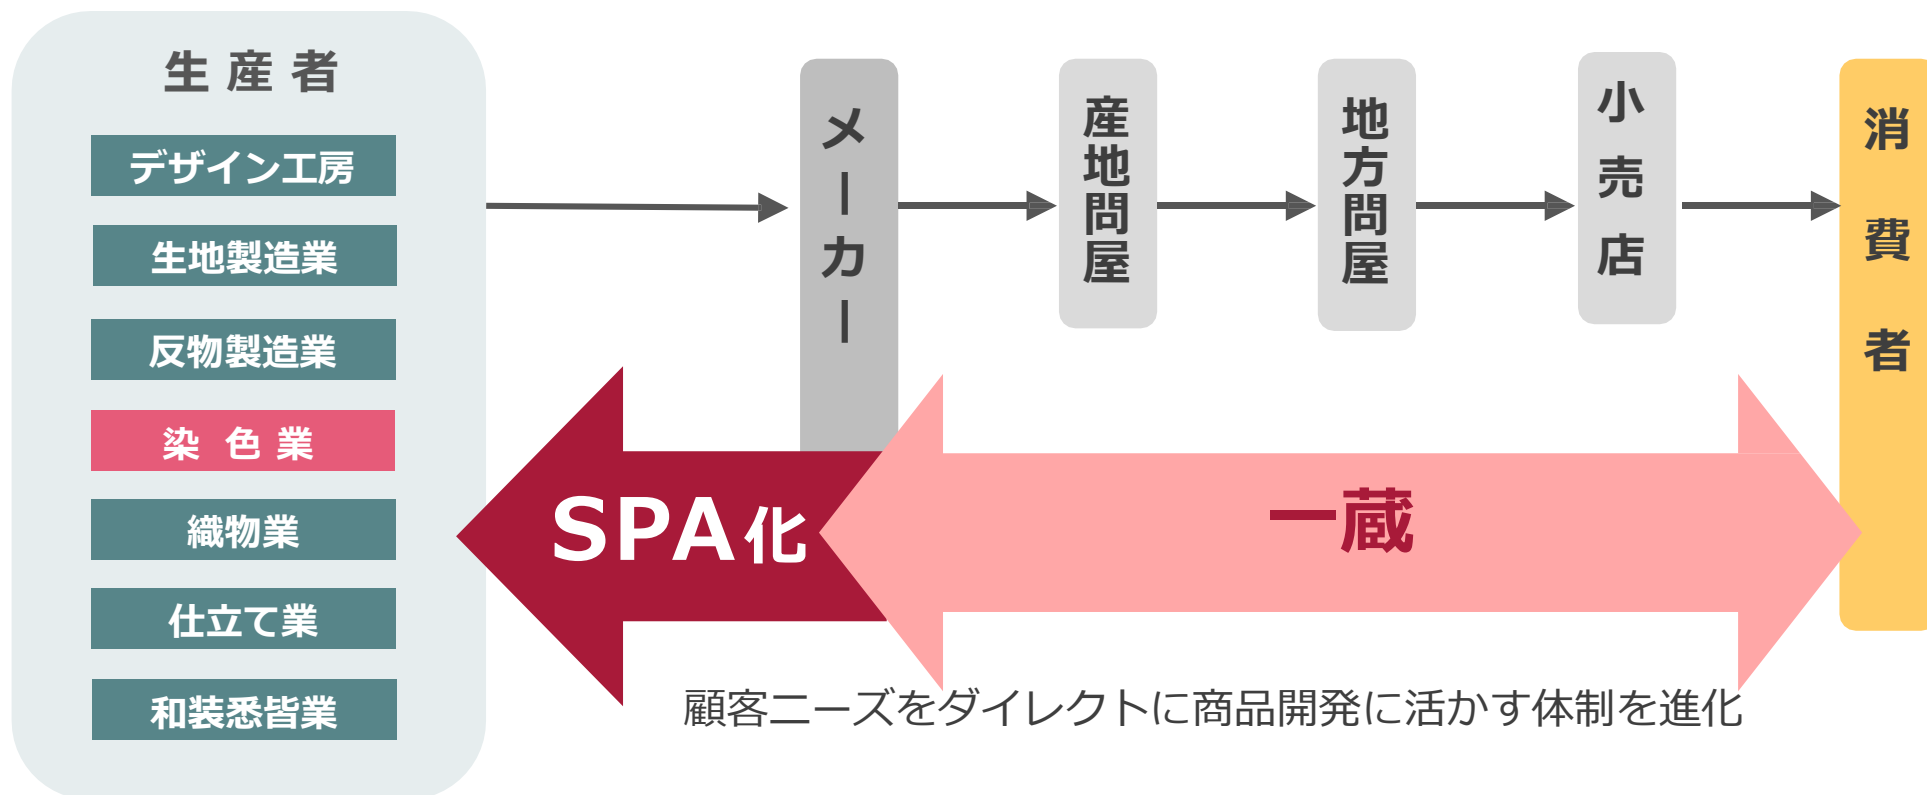 生産者
デザイン工房
生地製造業
反物製造業
染色業
織物業
仕立て業
和装悉皆業
メーカー
産地問屋
地方問屋
小売店
消費者
SPA化
一蔵
顧客ニーズをダイレクトに商品開発に活かす体制を進化